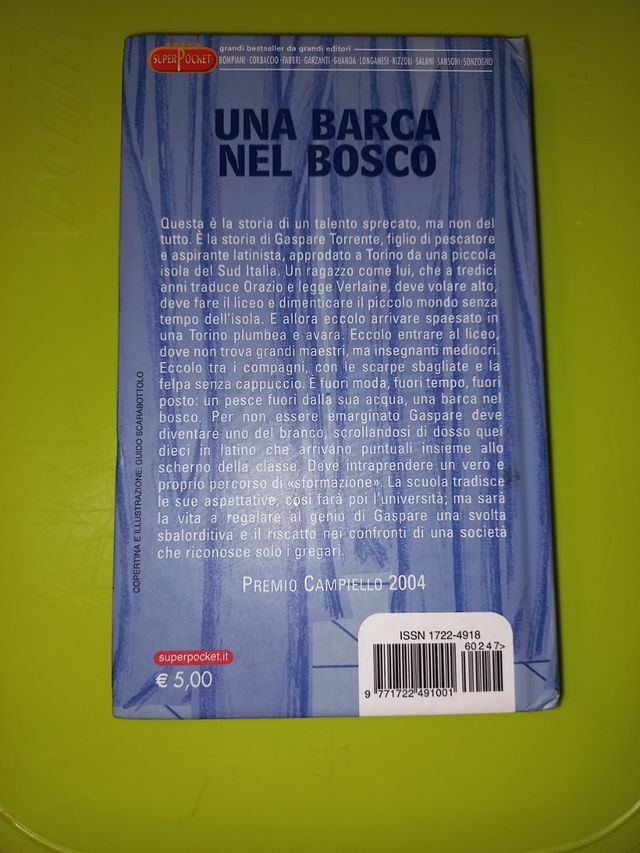 SUPERPOCKET
grandi bestseller da grandi editori
BOMPIANI·CORBACCIO·FABBRI·GARZANTI·GUANDA·LONGANESI·RIZZOLI·SALANI·SANSONI·SONZOGNO
UNA BARCA
NEL BOSCO
Questa è la storia di un talento sprecato, ma non del
tutto. È la storia di Gaspare Torrente, figlio di pescatore
e aspirante latinista, approdato a Torino da una piccola
isola del Sud Italia. Un ragazzo come lui, che a tredici
anni traduce Orazio e legge Verlaine, deve volare alto,
deve fare il liceo e dimenticare il piccolo mondo senza
tempo dell'isola. E allora eccolo arrivare spaesato in
una Torino plumbea e avara. Eccolo entrare al liceo,
dove non trova grandi maestri, ma insegnanti mediocri.
Eccolo tra i compagni, con le scarpe sbagliate e la
felpa senza cappuccio. È fuori moda, fuori tempo, fuori
posto: un pesce fuori dalla sua acqua, una barca nel
bosco. Per non essere emarginato Gaspare deve
diventare uno del branco, scrollandosi di dosso quei
dieci in latino che arrivano puntuali insieme allo
scherno della classe. Deve intraprendere un vero e
proprio percorso di «sformazione». La scuola tradisce
le sue aspettative, così farà poi l'università; ma sarà
la vita a regalare al genio di Gaspare una svolta
sbalorditiva e il riscatto nei confronti di una società
che riconosce solo i gregari.
PREMIO CAMPIELLO 2004
COPERTINA E ILLUSTRAZIONE: GUIDO SCARABOTTOLO
superpocket.it
€ 5,00
ISSN 1722-4918
60247>
9 771722 491001